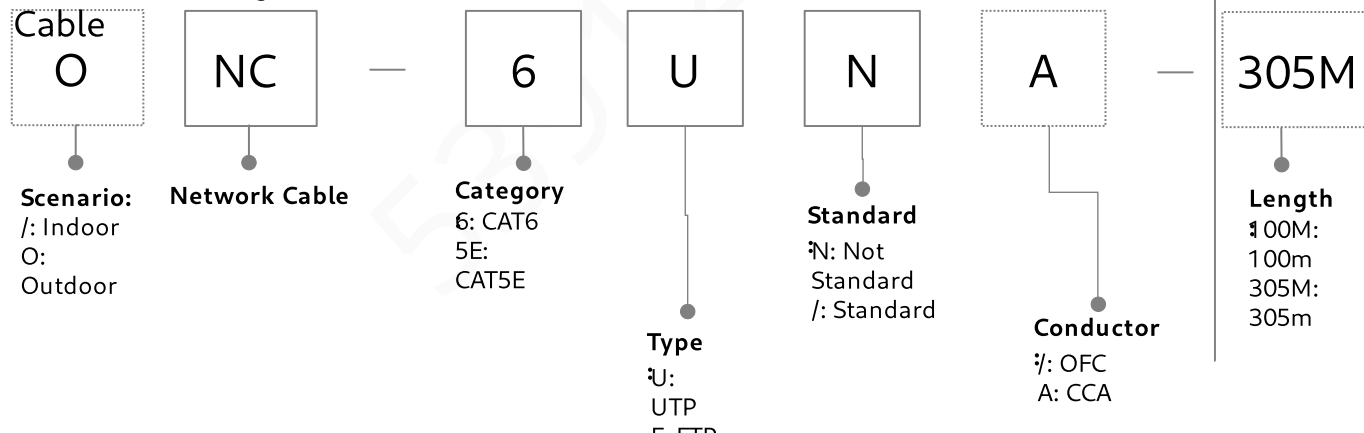 Cable
O NC — 6 U N A — 305M
Scenario:
/: Indoor
O:
Outdoor
Network Cable
Category
:
6: CAT6
5E:
CAT5E
Type
:
U:
UTP
F: FTP
Standard
:
N: Not
Standard
/: Standard
Conductor
:
/: OFC
A: CCA
Length
:
100M:
100m
305M:
305m